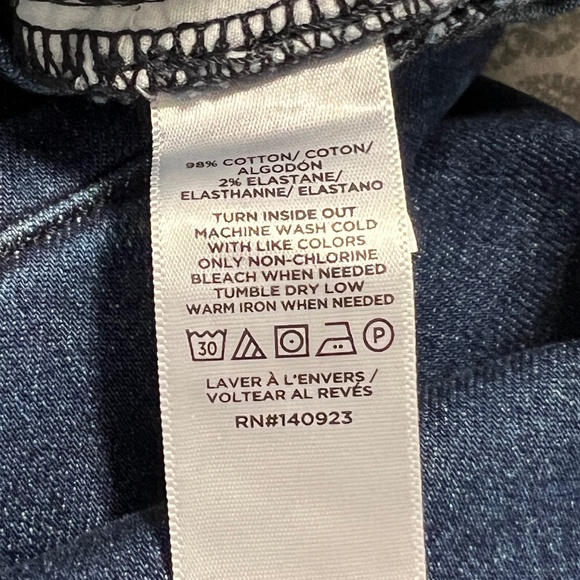 98% COTTON/ COTON/
ALGODÓN
2% ELASTANE/
ELASTHANNE/ ELASTANO
TURN INSIDE OUT
MACHINE WASH COLD
WITH LIKE COLORS
ONLY NON-CHLORINE
BLEACH WHEN NEEDED
TUMBLE DRY LOW
WARM IRON WHEN NEEDED
30 P
LAVER À L'ENVERS/
VOLTEAR AL REVÉS
RN#140923